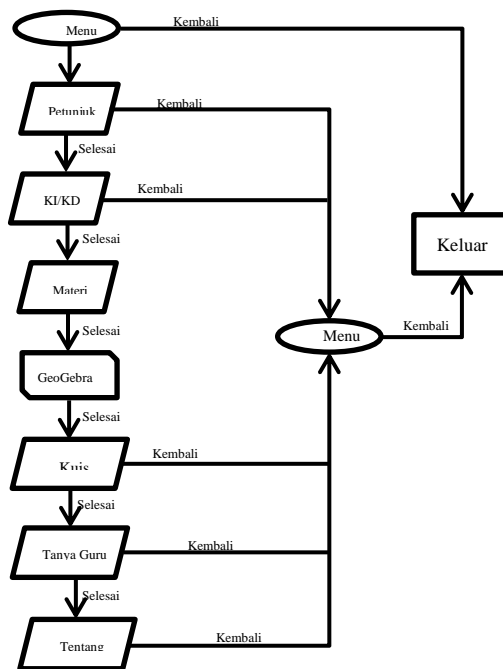 Menu
Kembali
Petunjuk
Kembali
Selesai
KI/KD
Kembali
Selesai
Keluar
Materi
Selesai
Menu
Kembali
GeoGebra
Selesai
Kuis
Kembali
Selesai
Tanya Guru
Kembali
Selesai
Tentang
Kembali